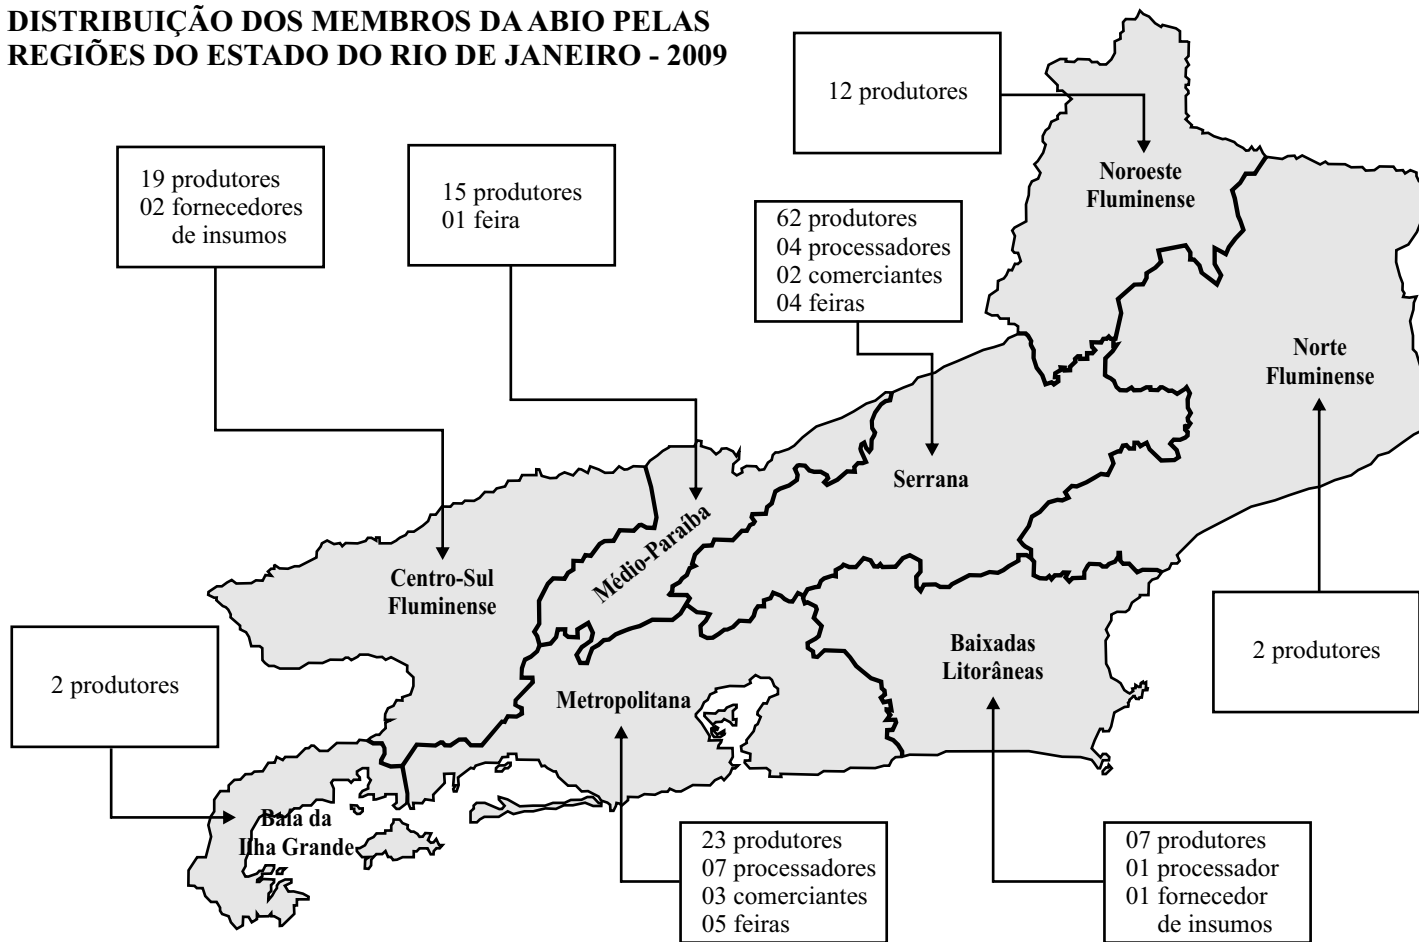 DISTRIBUIÇÃO DOS MEMBROS DA ABIO PELAS
REGIÕES DO ESTADO DO RIO DE JANEIRO - 2009
12 produtores
19 produtores
02 fornecedores
de insumos
15 produtores
01 feira
62 produtores
04 processadores
02 comerciantes
04 feiras
Noroeste
Fluminense
Norte
Fluminense
Serrana
Médio-Paraíba
Centro-Sul
Fluminense
2 produtores
Baixadas
Litorâneas
2 produtores
Metropolitana
Baía da
Ilha Grande
23 produtores
07 processadores
03 comerciantes
05 feiras
07 produtores
01 processador
01 fornecedor
de insumos